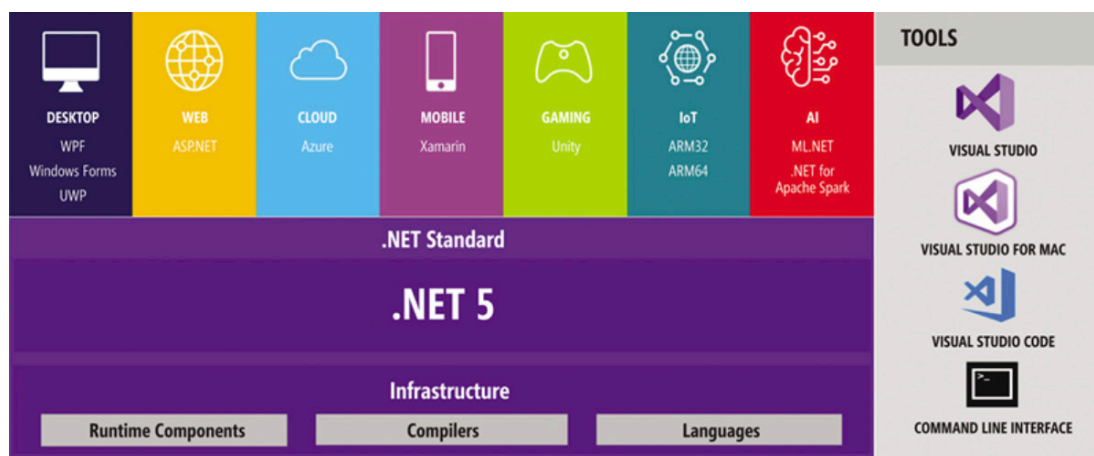 DESKTOP
WPF
Windows Forms
UWP
WEB
ASP.NET
CLOUD
Azure
MOBILE
Xamarin
GAMING
Unity
IoT
ARM32
ARM64
AI
ML.NET
.NET for
Apache Spark
.NET Standard
.NET 5
Infrastructure
Runtime Components
Compilers
Languages
TOOLS
VISUAL STUDIO
VISUAL STUDIO FOR MAC
VISUAL STUDIO CODE
>_
COMMAND LINE INTERFACE